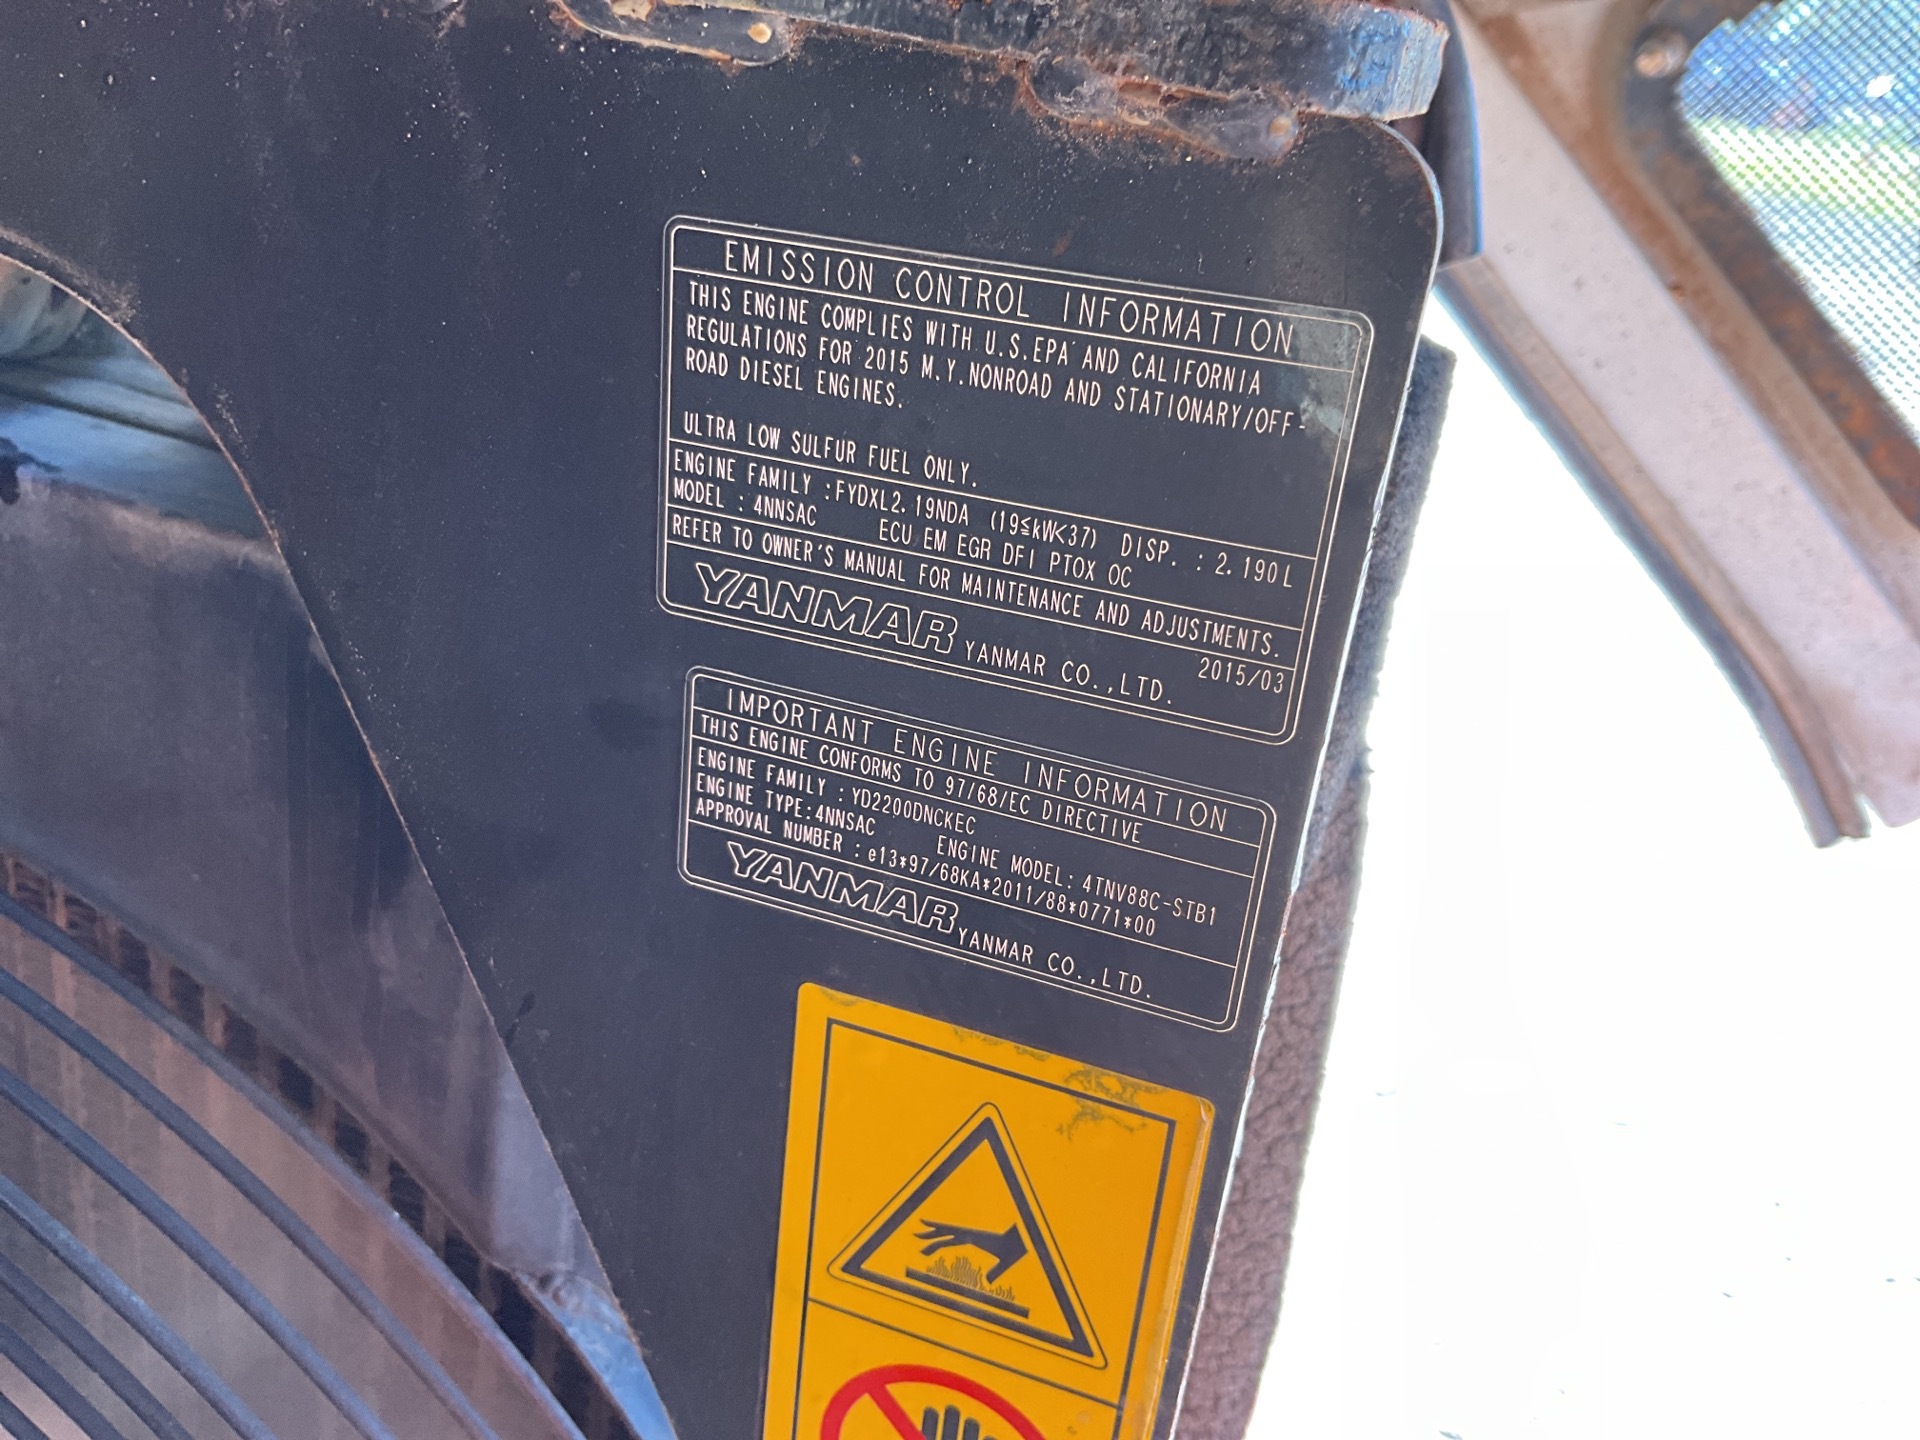 EMISSION CONTROL INFORMATION
THIS ENGINE COMPLIES WITH U.S.EPA AND CALIFORNIA
REGULATIONS FOR 2015 M.Y.NONROAD AND STATIONARY/OFF-
ROAD DIESEL ENGINES.
ULTRA LOW SULFUR FUEL ONLY.
ENGINE FAMILY :FYDXL2.19NDA (19≦kW<37) DISP. : 2.190L
MODEL : 4NNSAC ECU EM EGR DFI PTOX OC
REFER TO OWNER'S MANUAL FOR MAINTENANCE AND ADJUSTMENTS.
YANMAR YANMAR CO.,LTD. 2015/03
IMPORTANT ENGINE INFORMATION
THIS ENGINE CONFORMS TO 97/68/EC DIRECTIVE
ENGINE FAMILY : YD2200DNCKEC
ENGINE TYPE:4NNSAC ENGINE MODEL: 4TNV88C-STB1
APPROVAL NUMBER : e13*97/68KA*2011/88*0771*00
YANMAR YANMAR CO.,LTD.